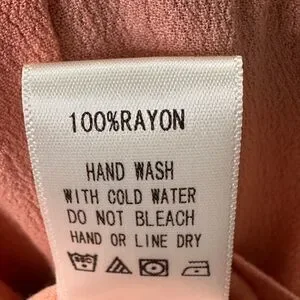 100%RAYON
HAND WASH
WITH COLD WATER
DO NOT BLEACH
HAND OR LINE DRY